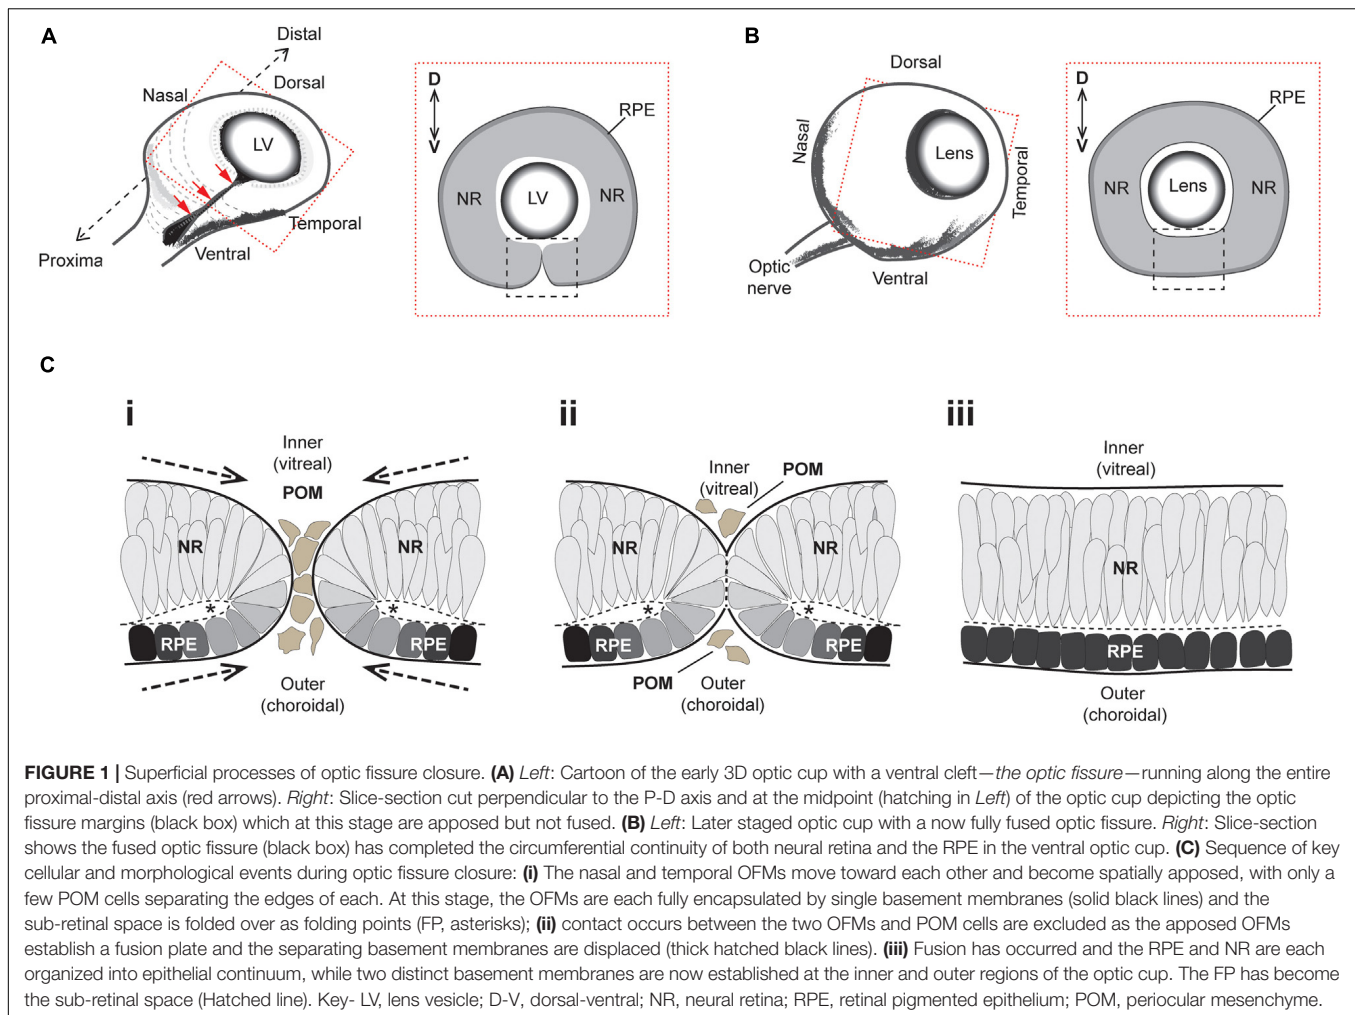 A
Distal
Dorsal
Nasal
LV
Temporal
Ventral
Proxima
D
V
RPE
NR
LV
NR
B
Dorsal
Nasal
Lens
Temporal
Optic
nerve
Ventral
D
V
RPE
NR
Lens
NR
C
i
Inner
(vitreal)
POM
NR
NR
*
*
RPE
RPE
Outer
(choroidal)
ii
Inner
(vitreal)
POM
NR
NR
*
*
RPE
RPE
POM
Outer
(choroidal)
iii
Inner
(vitreal)
NR
RPE
Outer
(choroidal)
FIGURE 1 | Superficial processes of optic fissure closure. (A) Left: Cartoon of the early 3D optic cup with a ventral cleft—the optic fissure—running along the entire
proximal-distal axis (red arrows). Right: Slice-section cut perpendicular to the P-D axis and at the midpoint (hatching in Left) of the optic cup depicting the optic
fissure margins (black box) which at this stage are apposed but not fused. (B) Left: Later staged optic cup with a now fully fused optic fissure. Right: Slice-section
shows the fused optic fissure (black box) has completed the circumferential continuity of both neural retina and the RPE in the ventral optic cup. (C) Sequence of key
cellular and morphological events during optic fissure closure: (i) The nasal and temporal OFMs move toward each other and become spatially apposed, with only a
few POM cells separating the edges of each. At this stage, the OFMs are each fully encapsulated by single basement membranes (solid black lines) and the
sub-retinal space is folded over as folding points (FP, asterisks); (ii) contact occurs between the two OFMs and POM cells are excluded as the apposed OFMs
establish a fusion plate and the separating basement membranes are displaced (thick hatched black lines). (iii) Fusion has occurred and the RPE and NR are each
organized into epithelial continuum, while two distinct basement membranes are now established at the inner and outer regions of the optic cup. The FP has become
the sub-retinal space (Hatched line). Key- LV, lens vesicle; D-V, dorsal-ventral; NR, neural retina; RPE, retinal pigmented epithelium; POM, periocular mesenchyme.